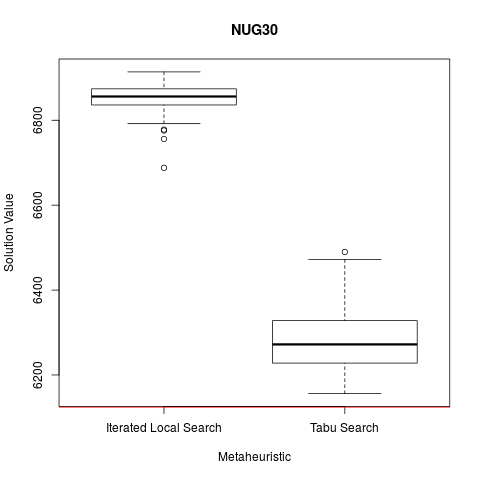 NUG30
Solution Value
6800
6600
6400
6200
Iterated Local Search
Tabu Search
Metaheuristic